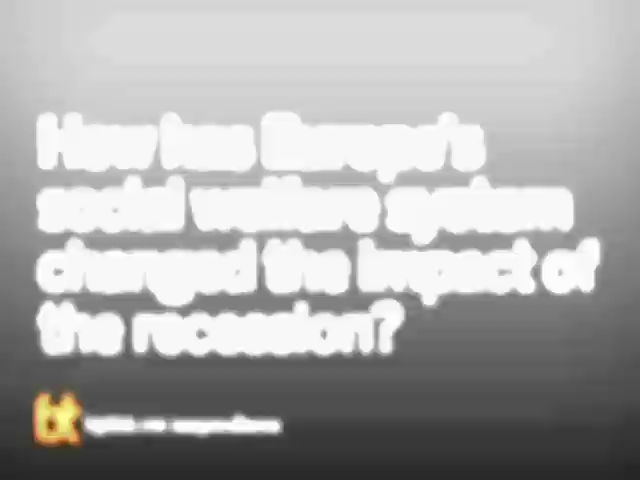 How has Europe's
social welfare system
changed the impact of
the recession?